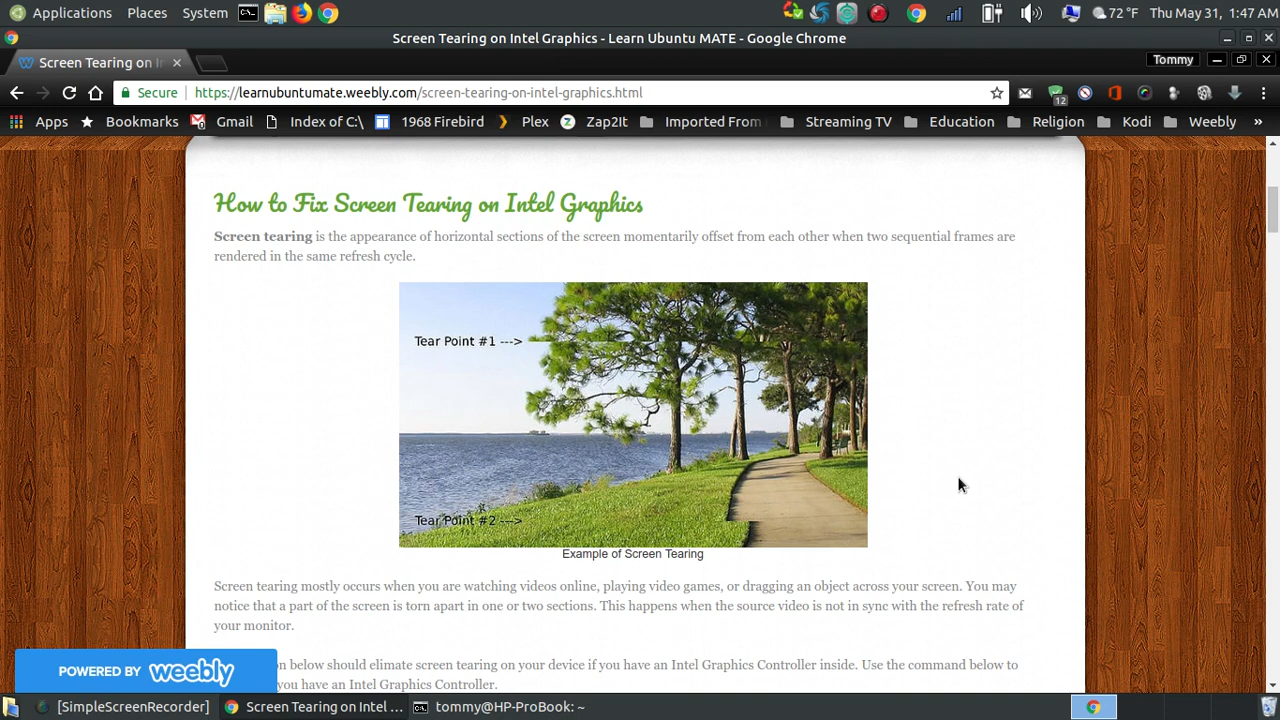 Applications Places System 72 °F Thu May 31, 1:47 AM
Screen Tearing on Intel Graphics - Learn Ubuntu MATE - Google Chrome
Screen Tearing on I
Tommy
Secure https://learnubuntumate.weebly.com/screen-tearing-on-intel-graphics.html
12
Apps Bookmarks Gmail Index of C:\ 1968 Firebird Plex Zap2It Imported From Streaming TV Education Religion Kodi Weebly »
How to Fix Screen Tearing on Intel Graphics
Screen tearing is the appearance of horizontal sections of the screen momentarily offset from each other when two sequential frames are
rendered in the same refresh cycle.
Tear Point #1 --->
Tear Point #2 --->
Example of Screen Tearing
Screen tearing mostly occurs when you are watching videos online, playing video games, or dragging an object across your screen. You may
notice that a part of the screen is torn apart in one or two sections. This happens when the source video is not in sync with the refresh rate of
your monitor.
n below should elimate screen tearing on your device if you have an Intel Graphics Controller inside. Use the command below to
you have an Intel Graphics Controller.
POWERED BY weebly
[SimpleScreenRecorder] Screen Tearing on Intel ... tommy@HP-ProBook: ~